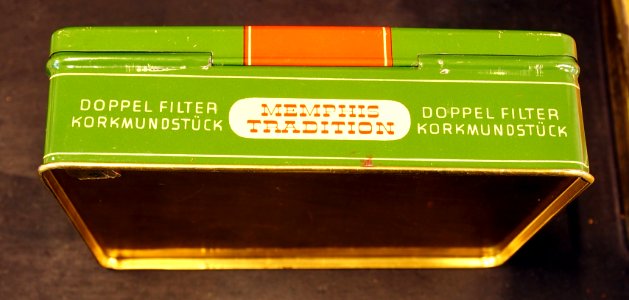 DOPPEL FILTER
KORKMUNDSTÜCK
MEMPHIS
TRADITION
DOPPEL FILTER
KORKMUNDSTÜCK